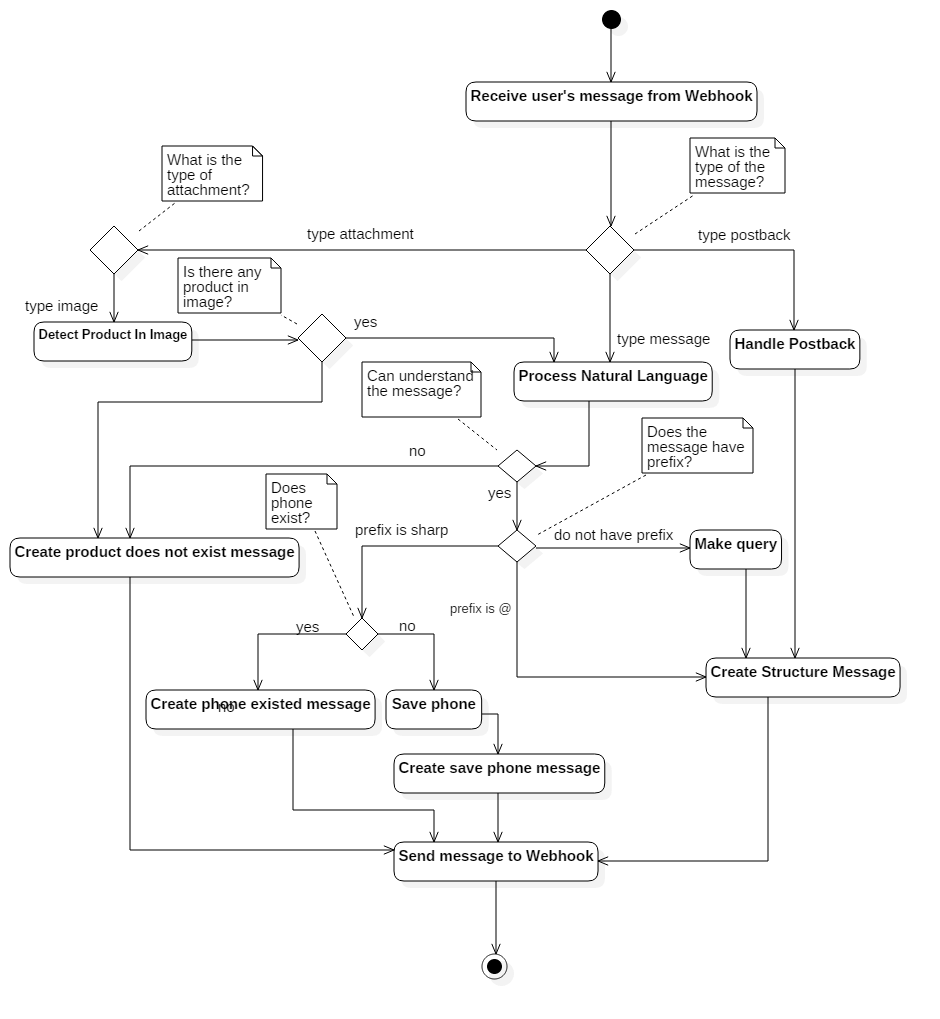 Receive user's message from Webhook
What is the
type of
attachment?
What is the
type of the
message?
type attachment
type postback
Is there any
product in
image?
type image
yes
Detect Product In Image
type message
Handle Postback
Can understand
the message?
Process Natural Language
Does the
message have
prefix?
no
yes
Does
phone
exist?
prefix is sharp
do not have prefix
Create product does not exist message
Make query
prefix is @
yes
no
Create Structure Message
Create phone existed message
no
Save phone
Create save phone message
Send message to Webhook